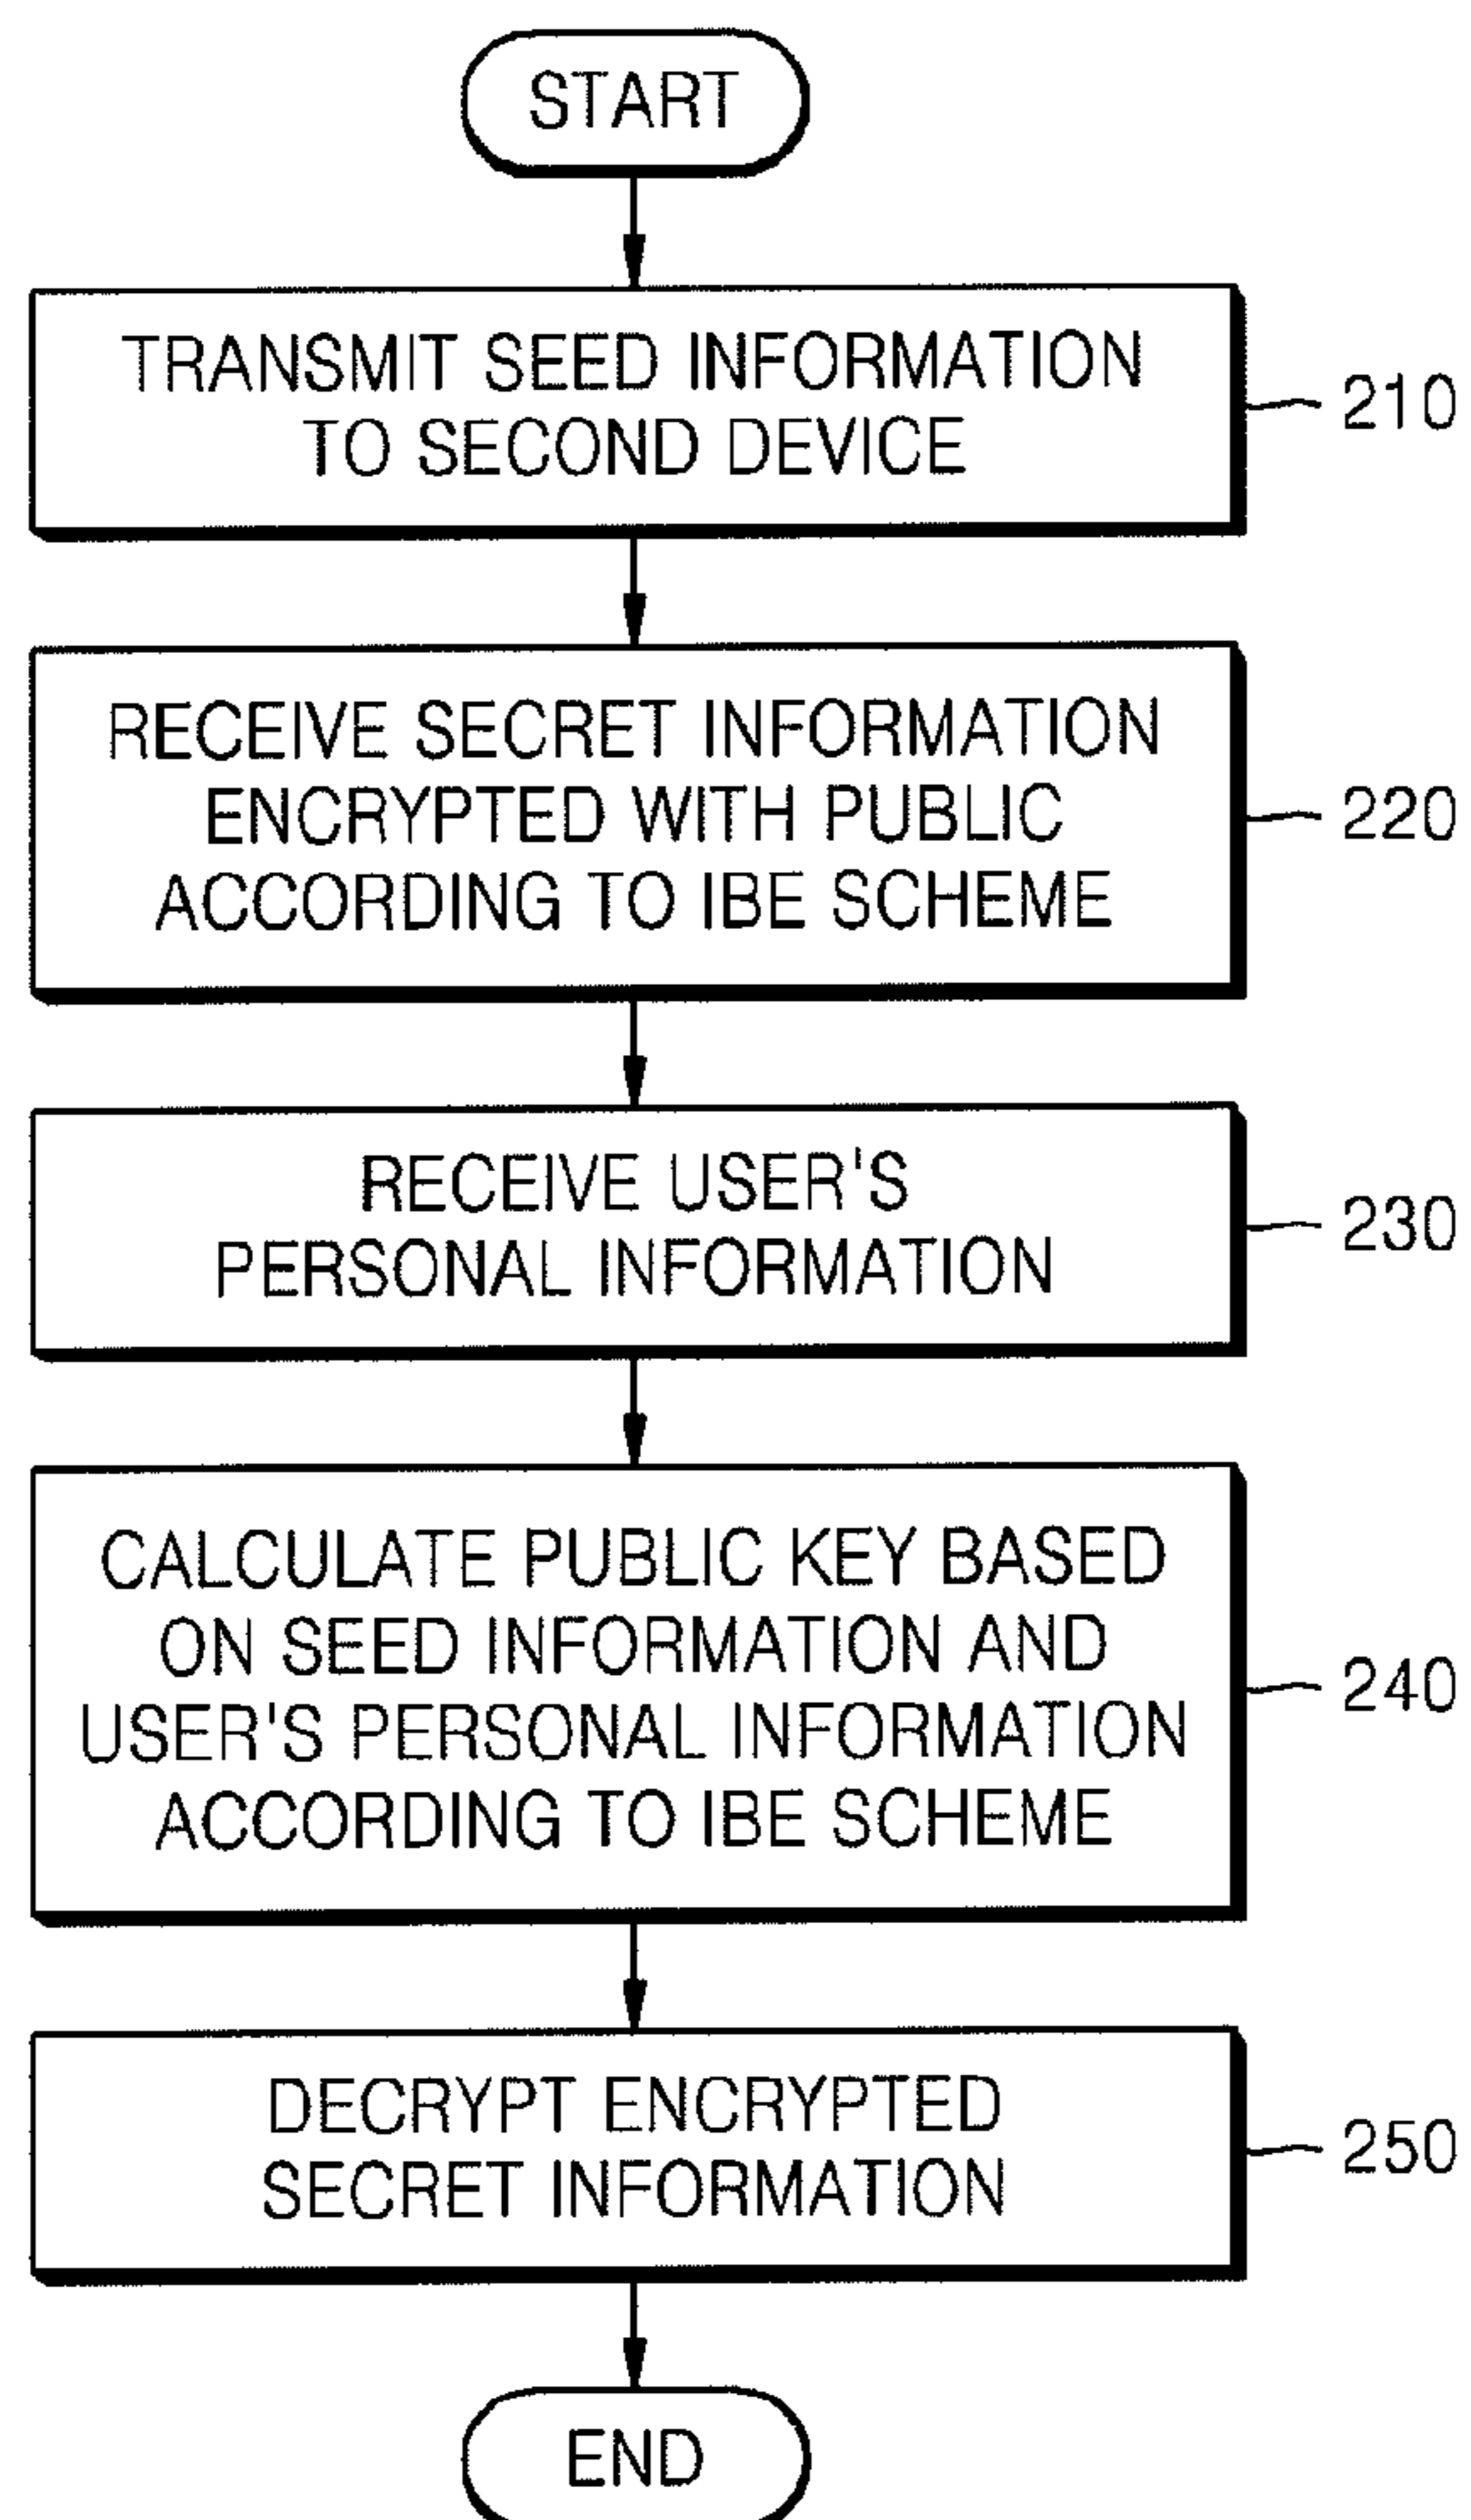 START
TRANSMIT SEED INFORMATION
TO SECOND DEVICE
210
RECEIVE SECRET INFORMATION
ENCRYPTED WITH PUBLIC
ACCORDING TO IBE SCHEME
220
RECEIVE USER'S
PERSONAL INFORMATION
230
CALCULATE PUBLIC KEY BASED
ON SEED INFORMATION AND
USER'S PERSONAL INFORMATION
ACCORDING TO IBE SCHEME
240
DECRYPT ENCRYPTED
SECRET INFORMATION
250
END